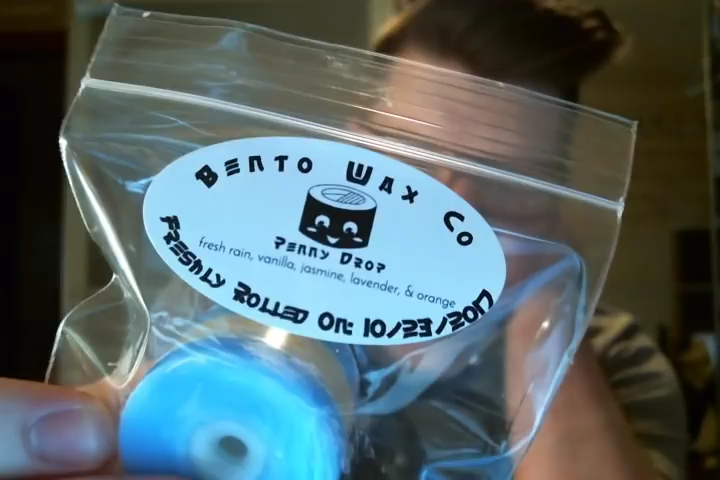 Bento Wax Co
Penny Drop
fresh rain, vanilla, jasmine, lavender, & orange
Freshly Rolled On: 10/23/2017